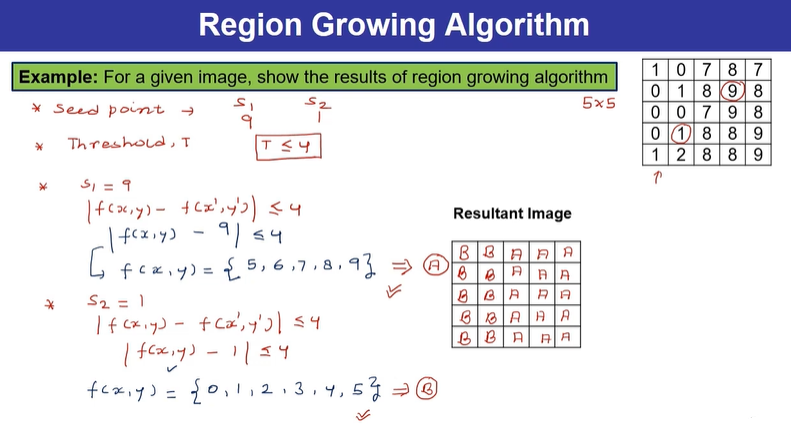 Region Growing Algorithm
Example: For a given image, show the results of region growing algorithm
* Seed point → S1 S2
9 1
5×5
* Threshold, T T ≤ 4
1 0 7 8 7
0 1 8 9 8
0 0 7 9 8
0 1 8 8 9
1 2 8 8 9
↑
* S1 = 9
|f(x,y) - f(x',y')| ≤ 4
|f(x,y) - 9| ≤ 4
f(x,y) = {5, 6, 7, 8, 9} ⇒ A
* S2 = 1
|f(x,y) - f(x',y')| ≤ 4
|f(x,y) - 1| ≤ 4
f(x,y) = {0, 1, 2, 3, 4, 5} ⇒ B
Resultant Image
B B A A A
B B A A A
B B A A A
B B A A A
B B A A A